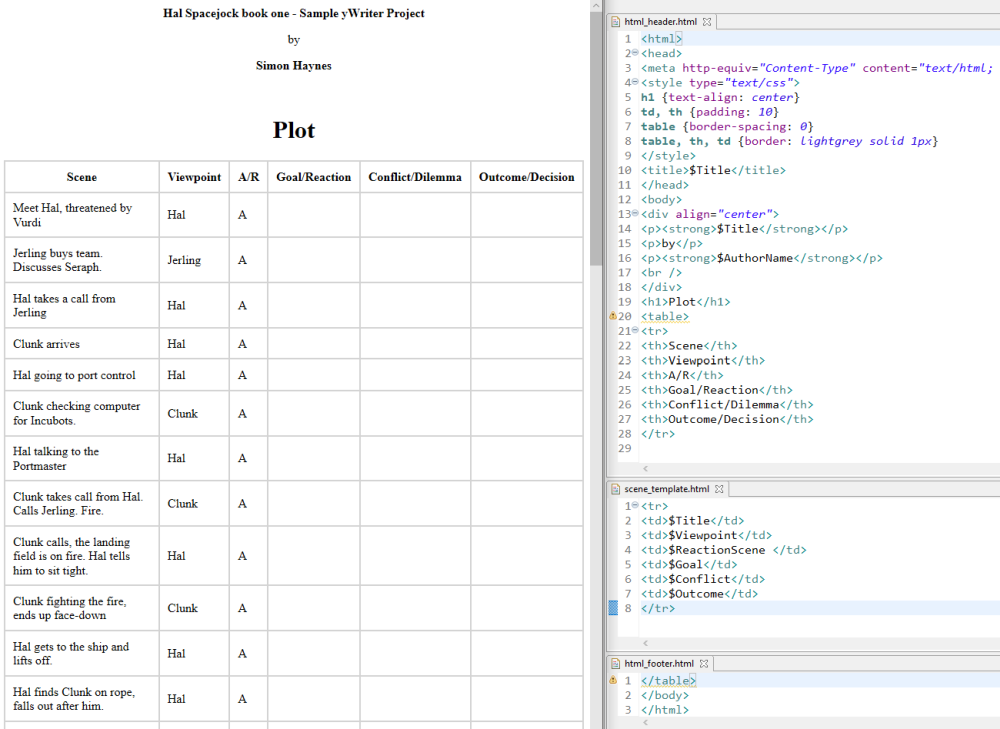 Hal Spacejock book one - Sample yWriter Project
by
Simon Haynes
Plot
Scene Viewpoint A/R Goal/Reaction Conflict/Dilemma Outcome/Decision
Meet Hal, threatened by
Vurdi
Hal A
Jerling buys team.
Discusses Seraph.
Jerling A
Hal takes a call from
Jerling
Hal A
Clunk arrives Hal A
Hal going to port control Hal A
Clunk checking computer
for Incubots.
Clunk A
Hal talking to the
Portmaster
Hal A
Clunk takes call from Hal.
Calls Jerling. Fire.
Clunk A
Clunk calls, the landing
field is on fire. Hal tells
him to sit tight.
Hal A
Clunk fighting the fire,
ends up face-down
Clunk A
Hal gets to the ship and
lifts off.
Hal A
Hal finds Clunk on rope,
falls out after him.
Hal A
html_header.html
1 <html>
2 <head>
3 <meta http-equiv="Content-Type" content="text/html;
4 <style type="text/css">
5 h1 {text-align: center}
6 td, th {padding: 10}
7 table {border-spacing: 0}
8 table, th, td {border: lightgrey solid 1px}
9 </style>
10 <title>$Title</title>
11 </head>
12 <body>
13 <div align="center">
14 <p><strong>$Title</strong></p>
15 <p>by</p>
16 <p><strong>$AuthorName</strong></p>
17 <br />
18 </div>
19 <h1>Plot</h1>
20 <table>
21 <tr>
22 <th>Scene</th>
23 <th>Viewpoint</th>
24 <th>A/R</th>
25 <th>Goal/Reaction</th>
26 <th>Conflict/Dilemma</th>
27 <th>Outcome/Decision</th>
28 </tr>
29
scene_template.html
1 <tr>
2 <td>$Title</td>
3 <td>$Viewpoint</td>
4 <td>$ReactionScene </td>
5 <td>$Goal</td>
6 <td>$Conflict</td>
7 <td>$Outcome</td>
8 </tr>
html_footer.html
1 </table>
2 </body>
3 </html>